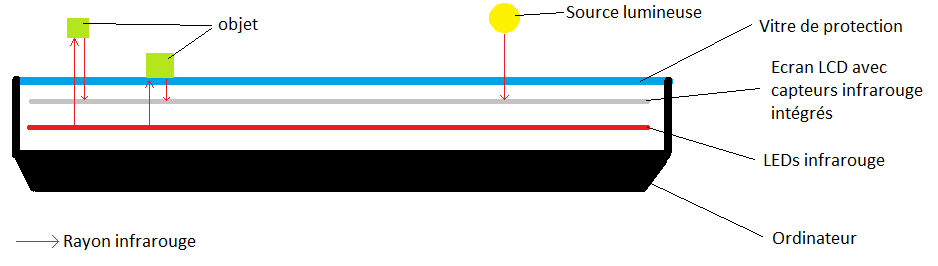 objet
Source lumineuse
Vitre de protection
Ecran LCD avec
capteurs infrarouge
intégrés
LEDs infrarouge
Ordinateur
Rayon infrarouge